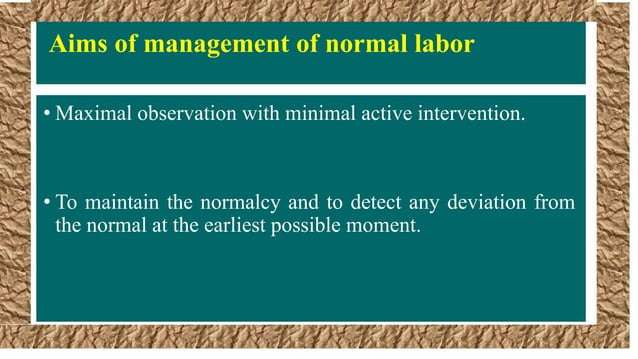 Aims of management of normal labor
• Maximal observation with minimal active intervention.
• To maintain the normalcy and to detect any deviation from
the normal at the earliest possible moment.